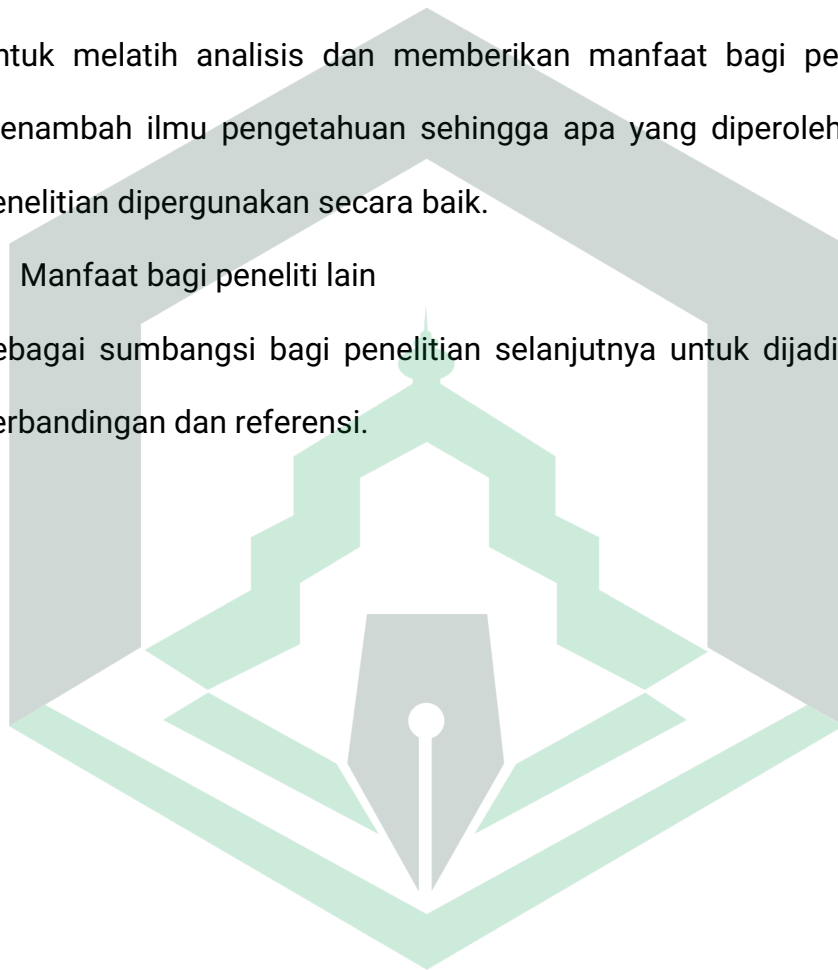 ntuk melatih analisis dan memberikan manfaat bagi pe
enambah ilmu pengetahuan sehingga apa yang diperoleh
enelitian dipergunakan secara baik.
Manfaat bagi peneliti lain
ebagai sumbangsi bagi penelitian selanjutnya untuk dijadi
erbandingan dan referensi.